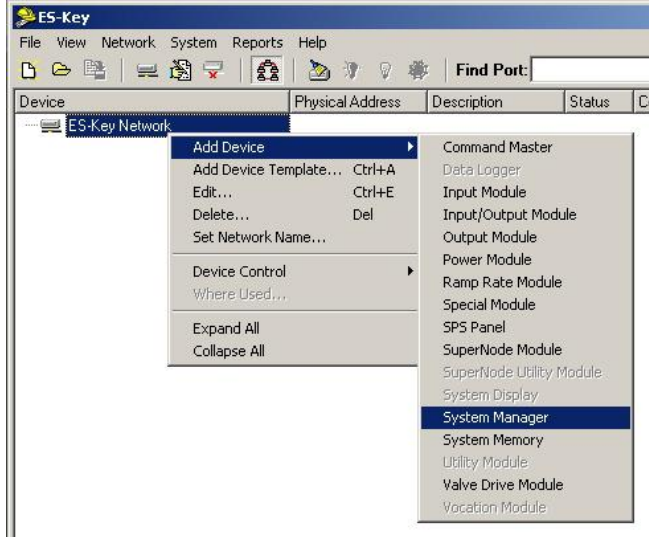 ES-Key
File View Network System Reports Help
Find Port:
Device Physical Address Description Status
ES-Key Network
Add Device
Add Device Template... Ctrl+A
Edit... Ctrl+E
Delete... Del
Set Network Name...
Device Control
Where Used...
Expand All
Collapse All
Command Master
Data Logger
Input Module
Input/Output Module
Output Module
Power Module
Ramp Rate Module
Special Module
SPS Panel
SuperNode Module
SuperNode Utility Module
System Display
System Manager
System Memory
Utility Module
Valve Drive Module
Vocation Module